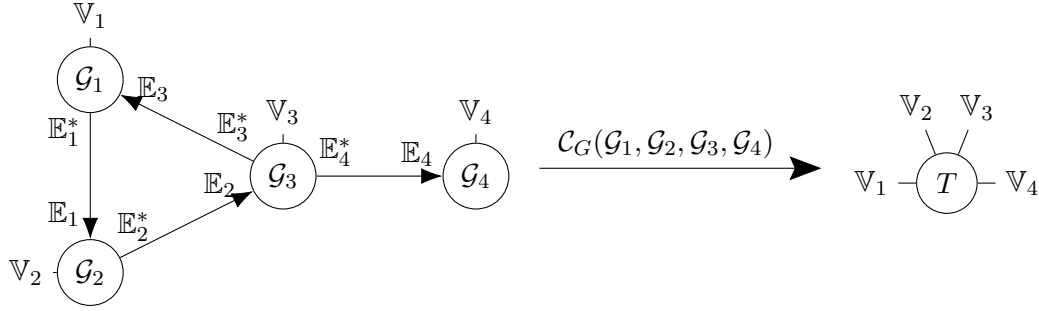 𝕍₁
𝒢₁
𝔼₃
𝔼₁*
𝔼₃*
𝕍₃
𝒢₃
𝔼₂
𝔼₄*
𝔼₄
𝕍₄
𝒢₄
𝔼₁
𝔼₂*
𝕍₂
𝒢₂
𝒞_G(𝒢₁, 𝒢₂, 𝒢₃, 𝒢₄)
𝕍₂ 𝕍₃
𝕍₁ T 𝕍₄